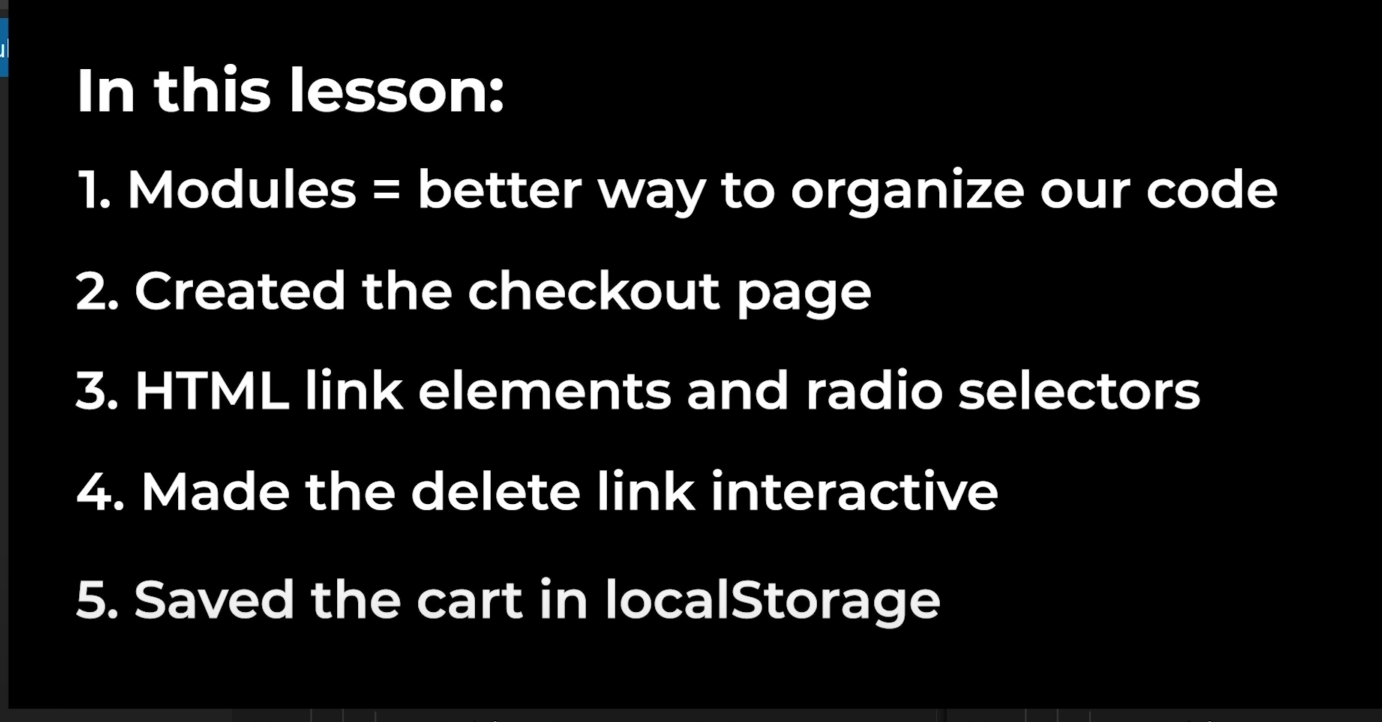 In this lesson:
1. Modules = better way to organize our code
2. Created the checkout page
3. HTML link elements and radio selectors
4. Made the delete link interactive
5. Saved the cart in localStorage